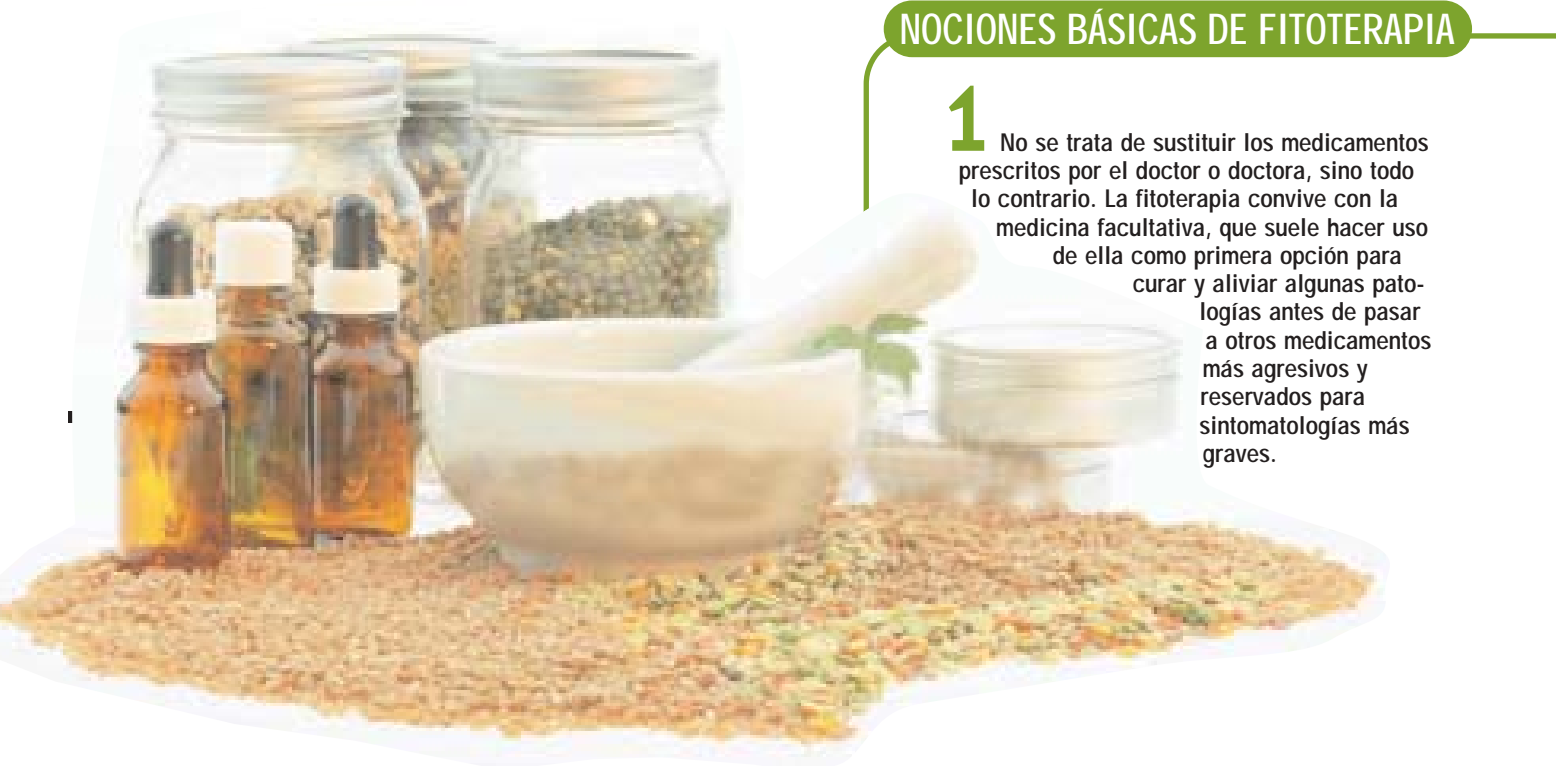 NOCIONES BÁSICAS DE FITOTERAPIA
1 No se trata de sustituir los medicamentos
prescritos por el doctor o doctora, sino todo
lo contrario. La fitoterapia convive con la
medicina facultativa, que suele hacer uso
de ella como primera opción para
curar y aliviar algunas pato-
logías antes de pasar
a otros medicamentos
más agresivos y
reservados para
sintomatologías más
graves.